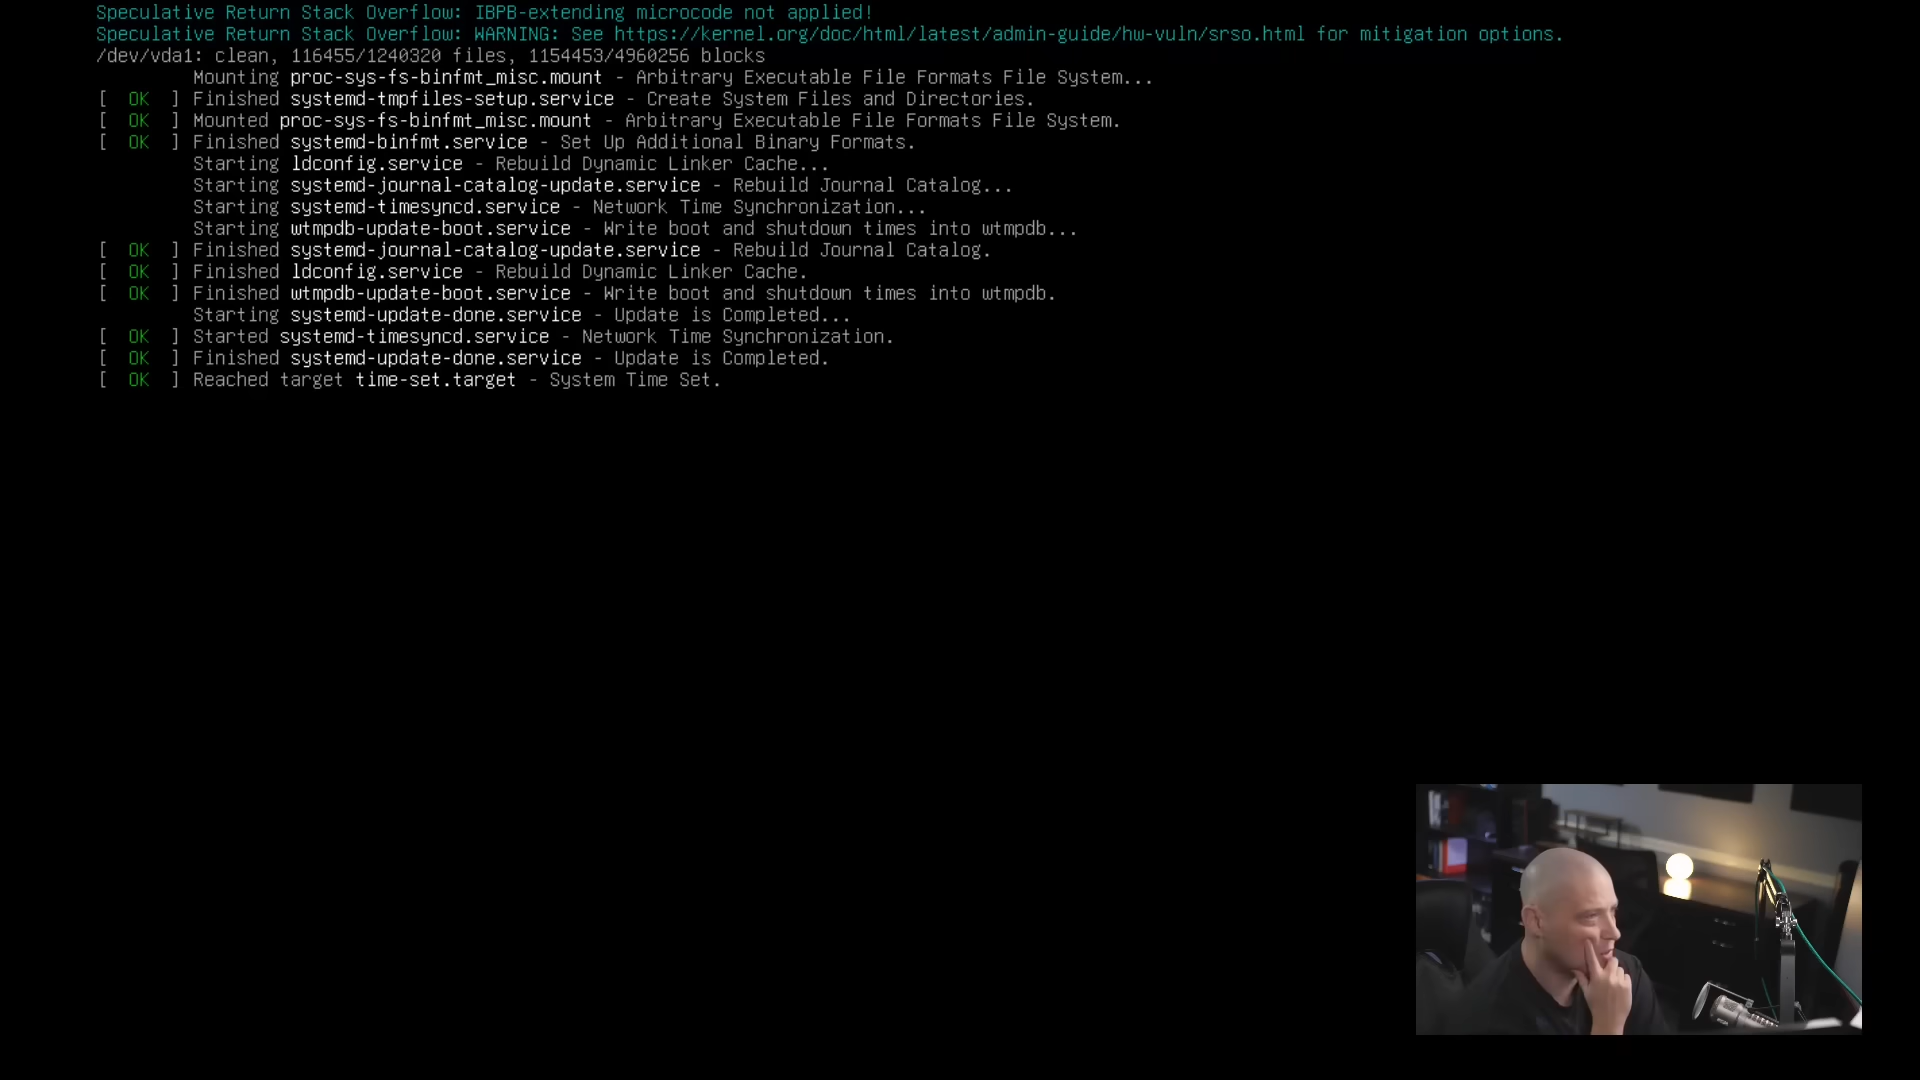 Speculative Return Stack Overflow: IBPB-extending microcode not applied!
Speculative Return Stack Overflow: WARNING: See https://kernel.org/doc/html/latest/admin-guide/hw-vuln/srso.html for mitigation options.
/dev/vda1: clean, 116455/1240320 files, 1154453/4960256 blocks
Mounting proc-sys-fs-binfmt_misc.mount - Arbitrary Executable File Formats File System...
[ OK ] Finished systemd-tmpfiles-setup.service - Create System Files and Directories.
[ OK ] Mounted proc-sys-fs-binfmt_misc.mount - Arbitrary Executable File Formats File System.
[ OK ] Finished systemd-binfmt.service - Set Up Additional Binary Formats.
Starting ldconfig.service - Rebuild Dynamic Linker Cache...
Starting systemd-journal-catalog-update.service - Rebuild Journal Catalog...
Starting systemd-timesyncd.service - Network Time Synchronization...
Starting wtmpdb-update-boot.service - Write boot and shutdown times into wtmpdb...
[ OK ] Finished systemd-journal-catalog-update.service - Rebuild Journal Catalog.
[ OK ] Finished ldconfig.service - Rebuild Dynamic Linker Cache.
[ OK ] Finished wtmpdb-update-boot.service - Write boot and shutdown times into wtmpdb.
Starting systemd-update-done.service - Update is Completed...
[ OK ] Started systemd-timesyncd.service - Network Time Synchronization.
[ OK ] Finished systemd-update-done.service - Update is Completed.
[ OK ] Reached target time-set.target - System Time Set.